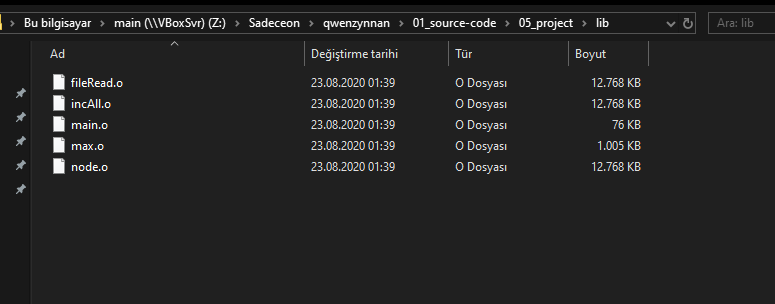 Bu bilgisayar > main (\\VBoxSvr) (Z:) > Sadeceon > qwenzynnan > 01_source-code > 05_project > lib Ara: lib
Ad Değiştirme tarihi Tür Boyut
fileRead.o 23.08.2020 01:39 O Dosyası 12.768 KB
incAll.o 23.08.2020 01:39 O Dosyası 12.768 KB
main.o 23.08.2020 01:39 O Dosyası 76 KB
max.o 23.08.2020 01:39 O Dosyası 1.005 KB
node.o 23.08.2020 01:39 O Dosyası 12.768 KB